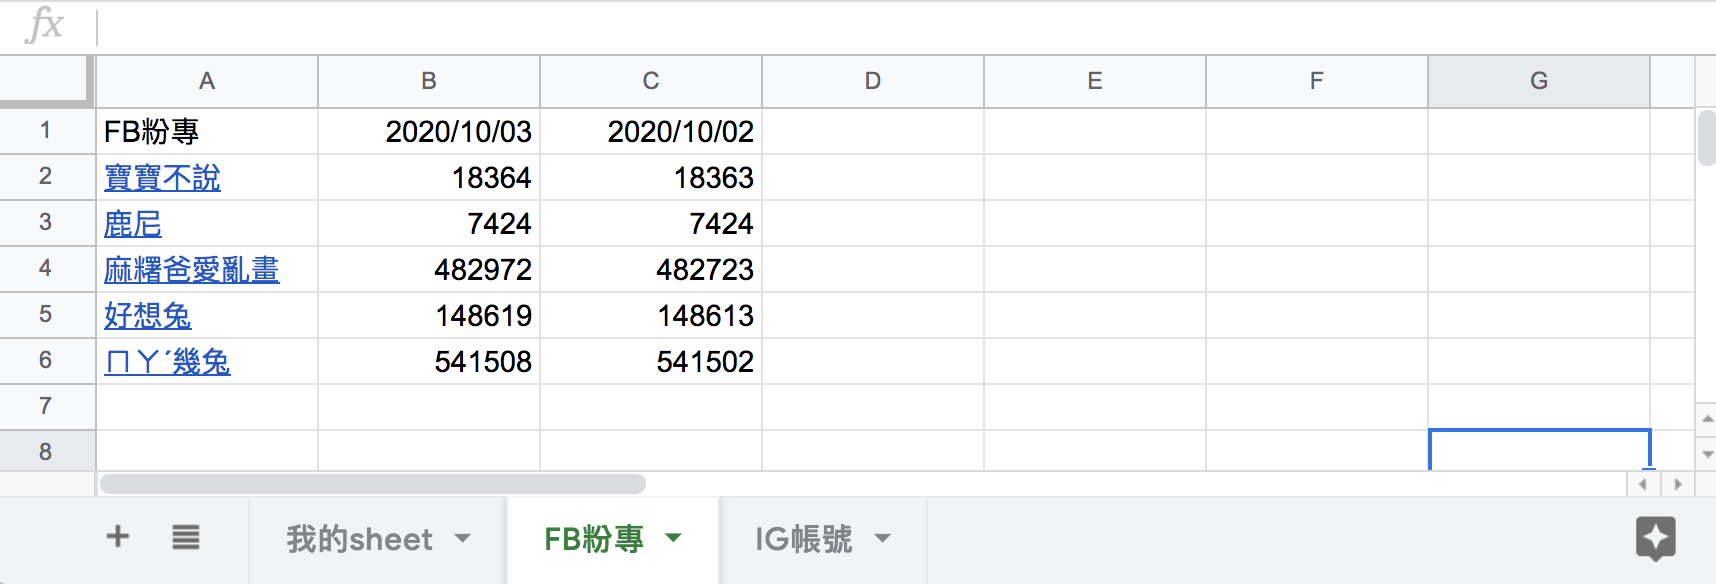 fx
A B C D E F G
1 FB粉專 2020/10/03 2020/10/02
2 寶寶不說 18364 18363
3 鹿尼 7424 7424
4 麻糬爸愛亂畫 482972 482723
5 好想兔 148619 148613
6 ㄇㄚˊ幾兔 541508 541502
7
8
我的sheet FB粉專 IG帳號